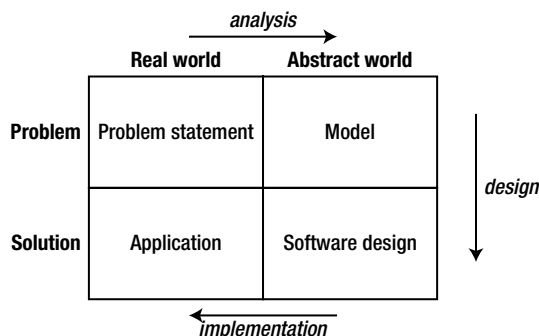 analysis
Real world Abstract world
Problem Problem statement Model
design
Solution Application Software design
implementation